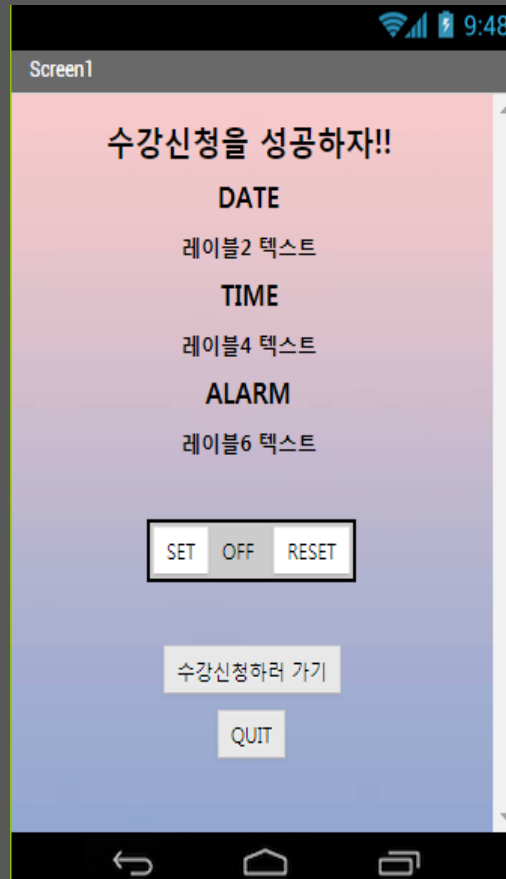 9:48
Screen1
수강신청을 성공하자!!
DATE
레이블2 텍스트
TIME
레이블4 텍스트
ALARM
레이블6 텍스트
SET OFF RESET
수강신청하러 가기
QUIT